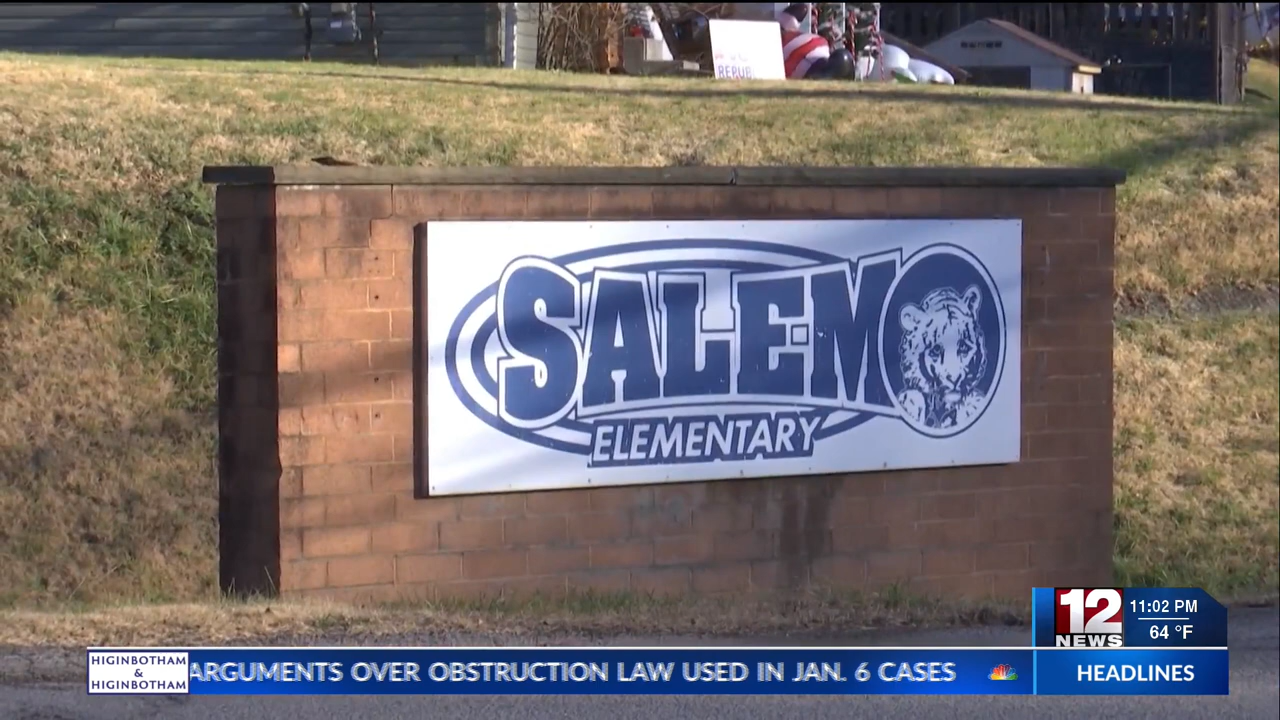 REPUB
SALEM
ELEMENTARY
12
NEWS
11:02 PM
64 °F
HIGINBOTHAM
&
HIGINBOTHAM
ARGUMENTS OVER OBSTRUCTION LAW USED IN JAN. 6 CASES
HEADLINES